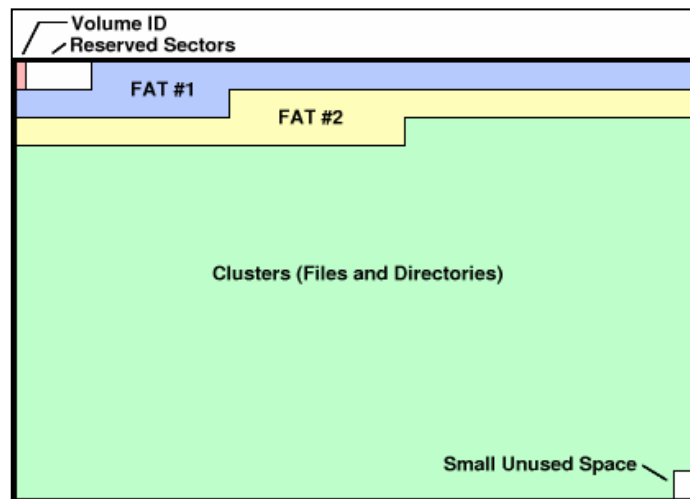 Volume ID
Reserved Sectors
FAT #1
FAT #2
Clusters (Files and Directories)
Small Unused Space